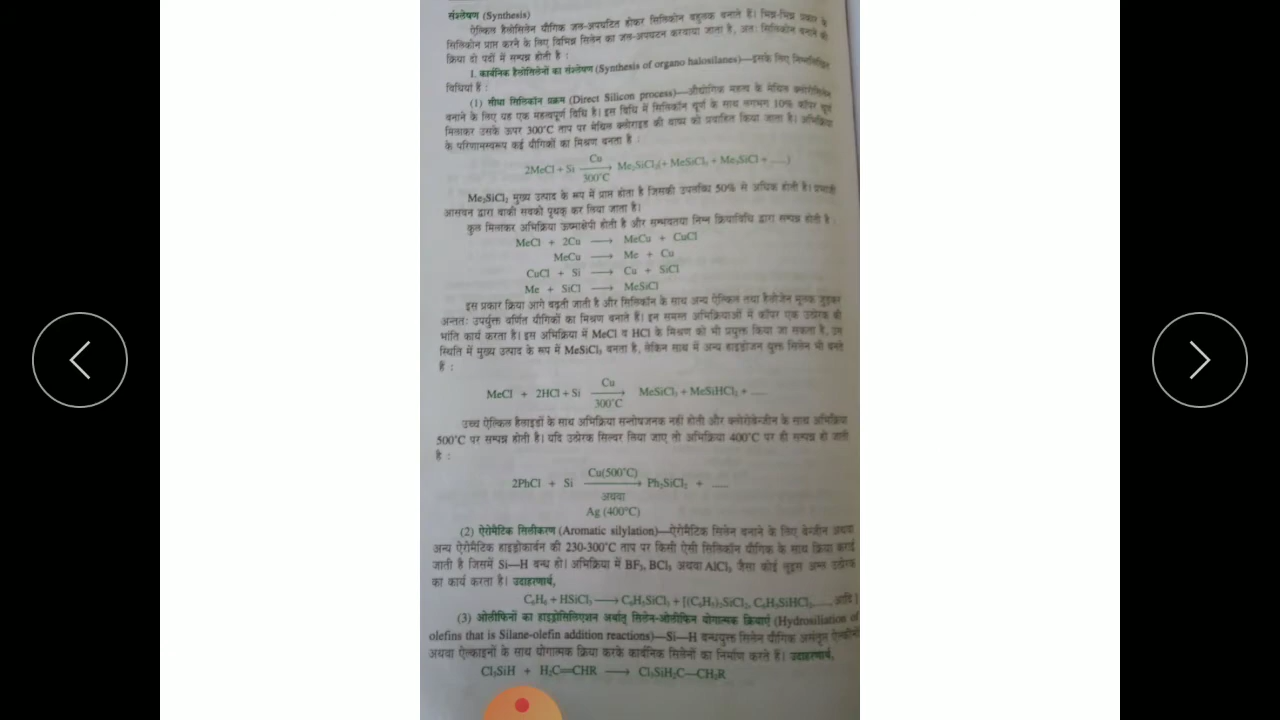 संश्लेषण (Synthesis)
ऐल्किल हैलोसिलेन यौगिक जल-अपघटित होकर सिलिकोन बहुलक बनाते हैं। भिन्न-भिन्न प्रकार के
सिलिकोन प्राप्त करने के लिए विभिन्न सिलेन का जल-अपघटन करवाया जाता है, अतः सिलिकोन बनाने की
क्रिया दो पदों में सम्पन्न होती है :
1. कार्बनिक हैलोसिलेनों का संश्लेषण (Synthesis of organo halosilanes)—इसके लिए निम्नलिखित
विधियां हैं :
(1) सीधा सिलिकॉन प्रक्रम (Direct Silicon process)—औद्योगिक महत्व के मेथिल क्लोरोसिलेन
बनाने के लिए यह एक महत्वपूर्ण विधि है। इस विधि में सिलिकॉन चूर्ण के साथ लगभग 10% कॉपर चूर्ण
मिलाकर उसके ऊपर 300°C ताप पर मेथिल क्लोराइड की वाष्प को प्रवाहित किया जाता है। अभिक्रिया
के परिणामस्वरूप कई यौगिकों का मिश्रण बनता है :
2MeCl + Si —Cu→ 300°C Me₂SiCl₂(+ MeSiCl₃ + Me₃SiCl + .....)
Me₂SiCl₂ मुख्य उत्पाद के रूप में प्राप्त होता है जिसकी उपलब्धि 50% से अधिक होती है। प्रभाजी
आसवन द्वारा बाकी सबको पृथक् कर लिया जाता है।
कुल मिलाकर अभिक्रिया ऊष्माक्षेपी होती है और सम्भवतया निम्न क्रियाविधि द्वारा सम्पन्न होती है :
MeCl + 2Cu ⟶ MeCu + CuCl
MeCu ⟶ Me + Cu
CuCl + Si ⟶ Cu + SiCl
Me + SiCl ⟶ MeSiCl
इस प्रकार क्रिया आगे बढ़ती जाती है और सिलिकॉन के साथ अन्य ऐल्किल तथा हैलोजेन मूलक जुड़कर
अन्ततः उपर्युक्त वर्णित यौगिकों का मिश्रण बनाते हैं। इन समस्त अभिक्रियाओं में कॉपर एक उत्प्रेरक की
भांति कार्य करता है। इस अभिक्रिया में MeCl व HCl के मिश्रण को भी प्रयुक्त किया जा सकता है, उस
स्थिति में मुख्य उत्पाद के रूप में MeSiCl₃ बनता है, लेकिन साथ में अन्य हाइड्रोजन युक्त सिलेन भी बनते
हैं :
MeCl + 2HCl + Si —Cu→ 300°C MeSiCl₃ + MeSiHCl₂ + .....
उच्च ऐल्किल हैलाइडों के साथ अभिक्रिया सन्तोषजनक नहीं होती और क्लोरोबेन्जीन के साथ अभिक्रिया
500°C पर सम्पन्न होती है। यदि उत्प्रेरक सिल्वर लिया जाए तो अभिक्रिया 400°C पर ही सम्पन्न हो जाती
है :
2PhCl + Si —Cu(500°C)→ Ph₂SiCl₂ + .....
अथवा
Ag (400°C)
(2) ऐरोमैटिक सिलीकरण (Aromatic silylation)—ऐरोमैटिक सिलेन बनाने के लिए बेन्जीन अथवा
अन्य ऐरोमैटिक हाइड्रोकार्बन की 230-300°C ताप पर किसी ऐसी सिलिकॉन यौगिक के साथ क्रिया कराई
जाती है जिसमें Si—H बन्ध हो। अभिक्रिया में BF₃, BCl₃ अथवा AlCl₃ जैसा कोई लुइस अम्ल उत्प्रेरक
का कार्य करता है। उदाहरणार्थ,
C₆H₆ + HSiCl₃ ⟶ C₆H₅SiCl₃ + [(C₆H₅)₂SiCl₂, C₆H₅SiHCl₂, .... आदि]
(3) ओलीफिनों का हाइड्रोसिलिएशन अर्थात् सिलेन-ओलीफिन योगात्मक क्रियाएं (Hydrosiliation of
olefins that is Silane-olefin addition reactions)—Si—H बन्धयुक्त सिलेन यौगिक असंतृप्त ऐल्कीनों
अथवा ऐल्काइनों के साथ योगात्मक क्रिया करके कार्बनिक सिलेनों का निर्माण करते हैं। उदाहरणार्थ,
Cl₃SiH + H₂C=CHR ⟶ Cl₃SiH₂C—CH₂R